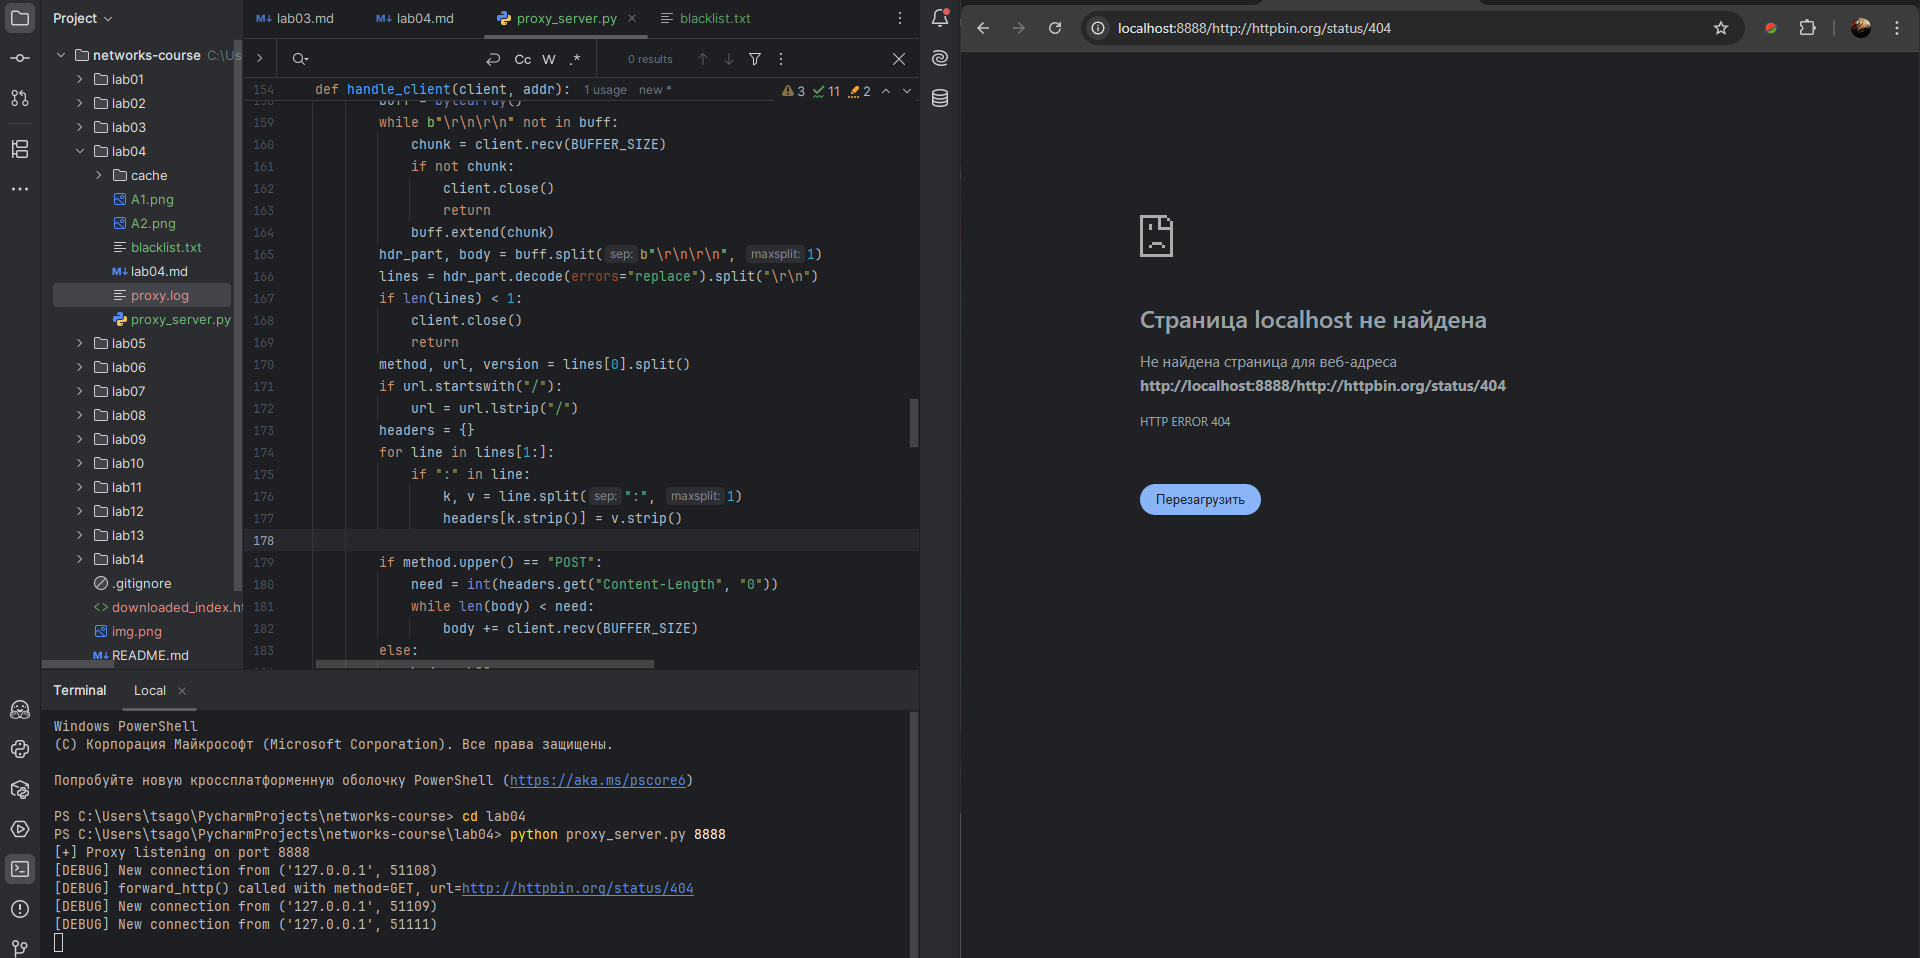 Project
networks-course C:\Us
lab01
lab02
lab03
lab04
cache
A1.png
A2.png
blacklist.txt
M↓ lab04.md
proxy.log
proxy_server.py
lab05
lab06
lab07
lab08
lab09
lab10
lab11
lab12
lab13
lab14
.gitignore
<> downloaded_index.ht
img.png
M↓ README.md
M↓ lab03.md M↓ lab04.md proxy_server.py × blacklist.txt
Cc W .* 0 results
154 def handle_client(client, addr): 1 usage new * 3 11 2
159 while b"\r\n\r\n" not in buff:
160 chunk = client.recv(BUFFER_SIZE)
161 if not chunk:
162 client.close()
163 return
164 buff.extend(chunk)
165 hdr_part, body = buff.split( sep: b"\r\n\r\n", maxsplit: 1)
166 lines = hdr_part.decode(errors="replace").split("\r\n")
167 if len(lines) < 1:
168 client.close()
169 return
170 method, url, version = lines[0].split()
171 if url.startswith("/"):
172 url = url.lstrip("/")
173 headers = {}
174 for line in lines[1:]:
175 if ":" in line:
176 k, v = line.split( sep: ":", maxsplit: 1)
177 headers[k.strip()] = v.strip()
178
179 if method.upper() == "POST":
180 need = int(headers.get("Content-Length", "0"))
181 while len(body) < need:
182 body += client.recv(BUFFER_SIZE)
183 else:
Terminal Local ×
Windows PowerShell
(C) Корпорация Майкрософт (Microsoft Corporation). Все права защищены.
Попробуйте новую кроссплатформенную оболочку PowerShell (https://aka.ms/pscore6)
PS C:\Users\tsago\PycharmProjects\networks-course> cd lab04
PS C:\Users\tsago\PycharmProjects\networks-course\lab04> python proxy_server.py 8888
[+] Proxy listening on port 8888
[DEBUG] New connection from ('127.0.0.1', 51108)
[DEBUG] forward_http() called with method=GET, url=http://httpbin.org/status/404
[DEBUG] New connection from ('127.0.0.1', 51109)
[DEBUG] New connection from ('127.0.0.1', 51111)
localhost:8888/http://httpbin.org/status/404
Страница localhost не найдена
Не найдена страница для веб-адреса
http://localhost:8888/http://httpbin.org/status/404
HTTP ERROR 404
Перезагрузить